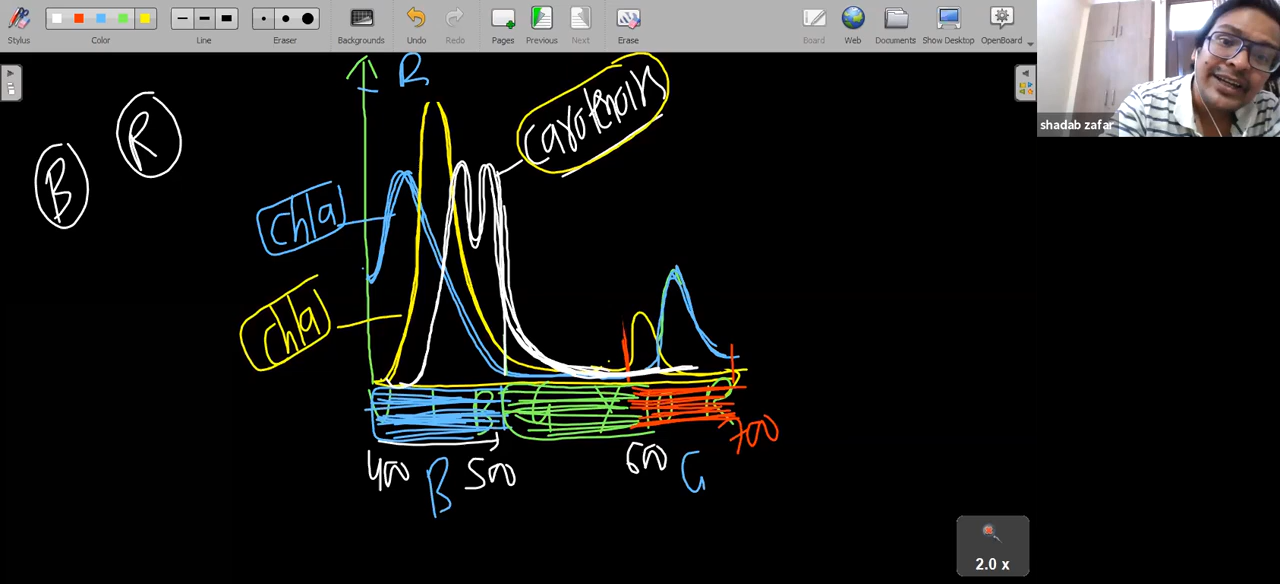 Stylus
Color
Line
Eraser
Backgrounds
Undo
Redo
Pages
Previous
Next
Erase
Board
Web
Documents
Show Desktop
OpenBoard
shadab zafar
R
R
B
Carotenoids
Chla
Chla
B
G
Y
O
R
400
500
600
700
B
G
2.0 x